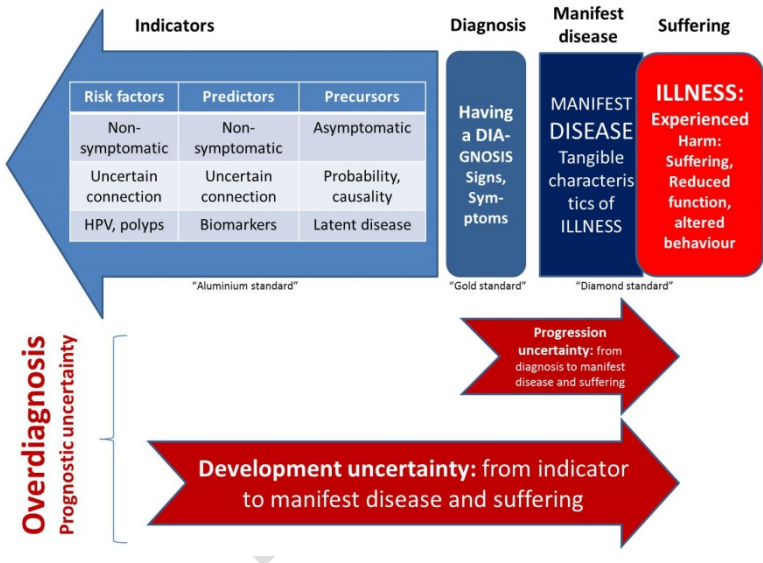 Indicators
Diagnosis
Manifest
disease
Suffering
Risk factors
Predictors
Precursors
Non-
symptomatic
Non-
symptomatic
Asymptomatic
Uncertain
connection
Uncertain
connection
Probability,
causality
HPV, polyps
Biomarkers
Latent disease
Having
a DIA-
GNOSIS
Signs,
Sym-
ptoms
MANIFEST
DISEASE
Tangible
characteris
tics of
ILLNESS
ILLNESS:
Experienced
Harm:
Suffering,
Reduced
function,
altered
behaviour
"Aluminium standard"
"Gold standard"
"Diamond standard"
Overdiagnosis
Prognostic uncertainty
Progression
uncertainty: from
diagnosis to manifest
disease and suffering
Development uncertainty: from indicator
to manifest disease and suffering